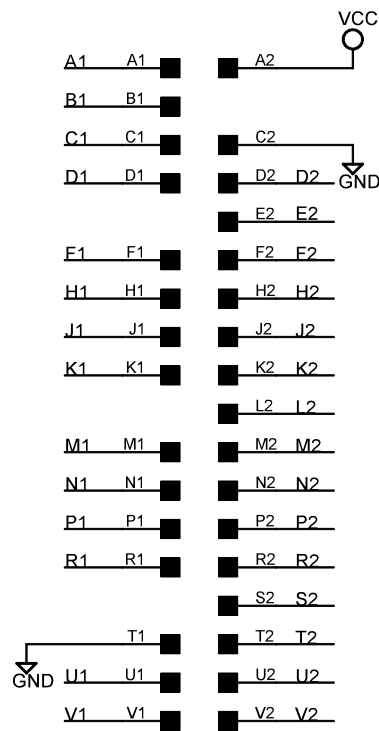 VCC
A1 A1 A2
B1 B1
C1 C1 C2
D1 D1 D2 D2 GND
E2 E2
F1 F1 F2 F2
H1 H1 H2 H2
J1 J1 J2 J2
K1 K1 K2 K2
L2 L2
M1 M1 M2 M2
N1 N1 N2 N2
P1 P1 P2 P2
R1 R1 R2 R2
S2 S2
T1 T2 T2
GND U1 U1 U2 U2
V1 V1 V2 V2